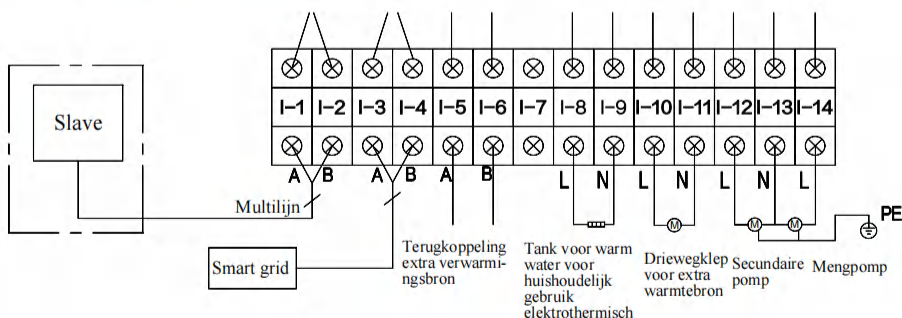 I-1 I-2 I-3 I-4 I-5 I-6 I-7 I-8 I-9 I-10 I-11 I-12 I-13 I-14
Slave
A B A B A B L N L N L N L
Multilijn
PE
Smart grid
Terugkoppeling
extra verwarmi-
ngsbron
Tank voor warm
water voor
huishoudelijk
gebruik
elektrothermisch
Driewegklep
voor extra
warmtebron
Secundaire
pomp
Mengpomp
M M M